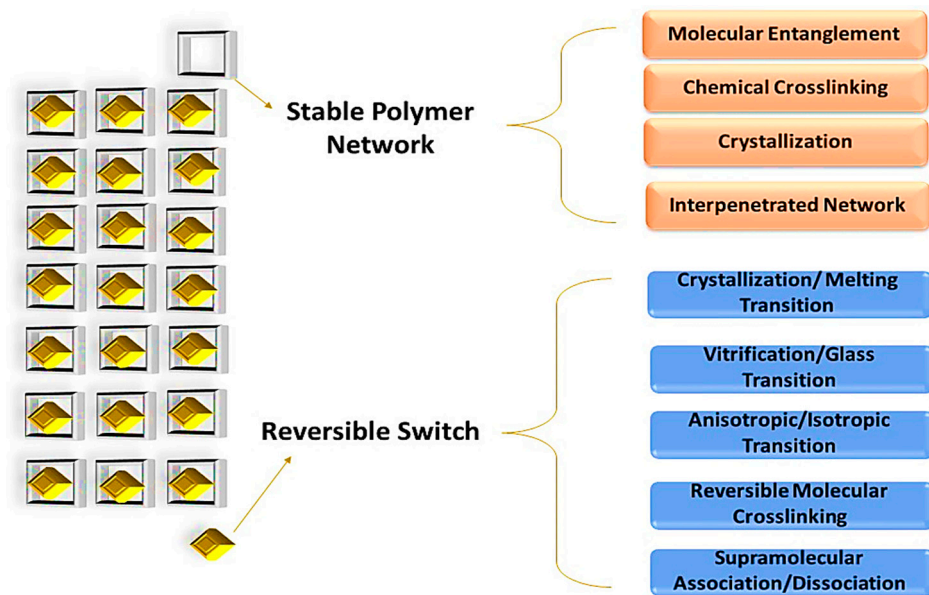 Stable Polymer
Network
Molecular Entanglement
Chemical Crosslinking
Crystallization
Interpenetrated Network
Reversible Switch
Crystallization/ Melting
Transition
Vitrification/Glass
Transition
Anisotropic/Isotropic
Transition
Reversible Molecular
Crosslinking
Supramolecular
Association/Dissociation